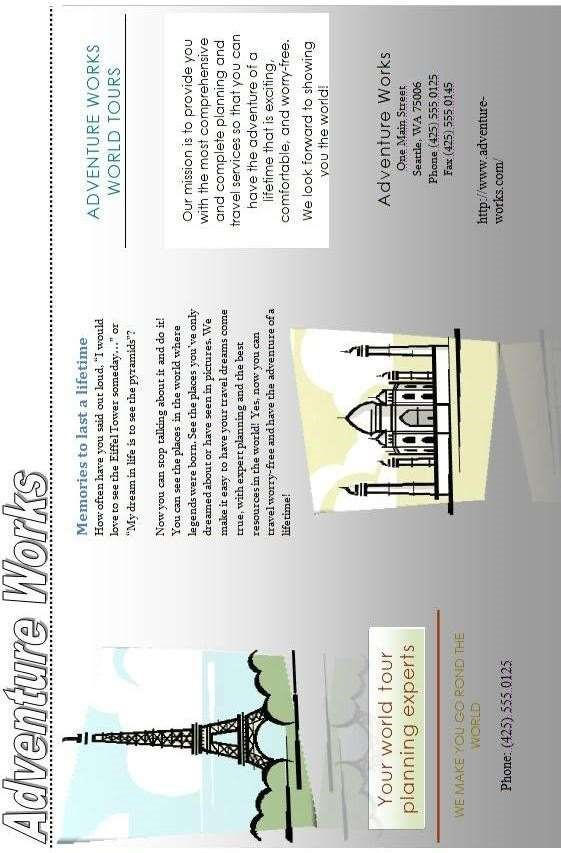 Adventure Works
Your world tour
planning experts
WE MAKE YOU GO ROND THE
WORLD
Phone: (425) 555 0125
Memories to last a lifetime
How often have you said out loud, "I would
love to see the Eiffel Tower someday…" or
"My dream in life is to see the pyramids"?
Now you can stop talking about it and do it!
You can see the places in the world where
legends were born. See the places you've only
dreamed about or have seen in pictures. We
make it easy to have your travel dreams come
true, with expert planning and the best
resources in the world! Yes, now you can
travel worry-free and have the adventure of a
lifetime!
ADVENTURE WORKS
WORLD TOURS
Our mission is to provide you
with the most comprehensive
and complete planning and
travel services so that you can
have the adventure of a
lifetime that is exciting,
comfortable, and worry-free.
We look forward to showing
you the world!
Adventure Works
One Main Street
Seattle, WA 75006
Phone (425) 555 0125
Fax (425) 555 0145
http://www.adventure-
works.com/